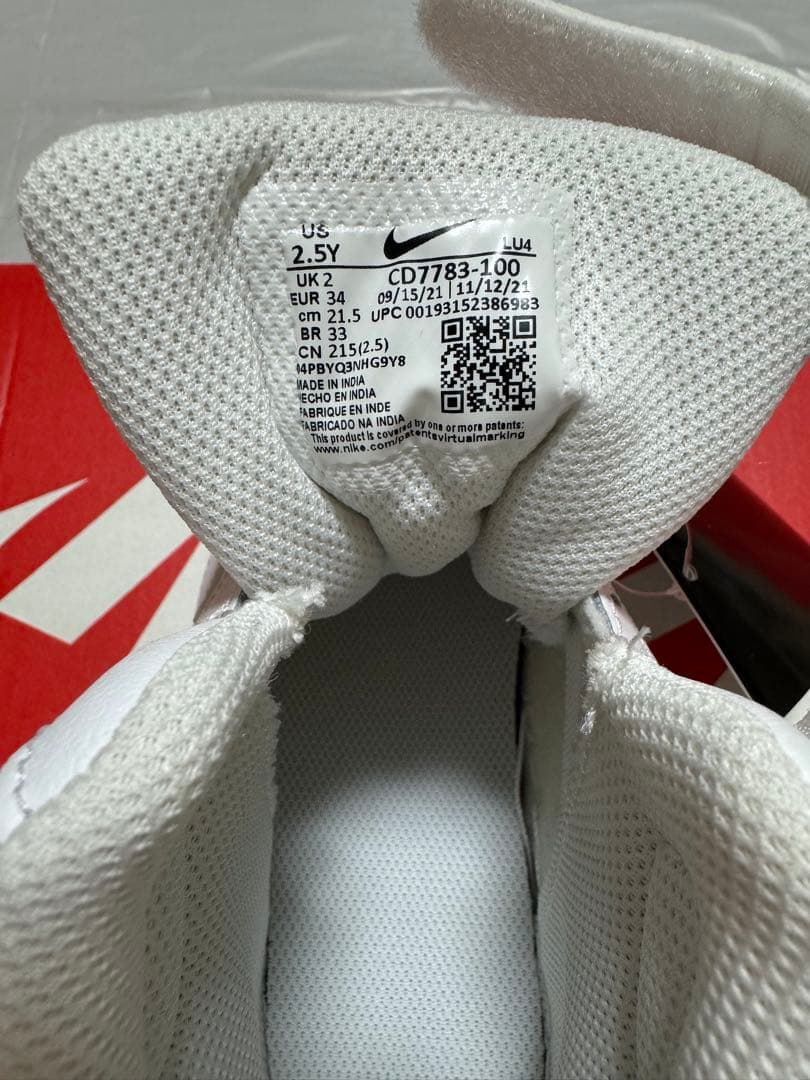 US
2.5Y
LU4
UK 2
CD7783-100
EUR 34
09/15/21 | 11/12/21
cm 21.5
UPC 00193152386983
BR 33
CN 215(2.5)
4PBYQ3NHG9Y8
MADE IN INDIA
HECHO EN INDIA
FABRIQUE EN INDE
FABRICADO NA INDIA
This product is covered by one or more patents:
www.nike.com/patentsvirtualmarking